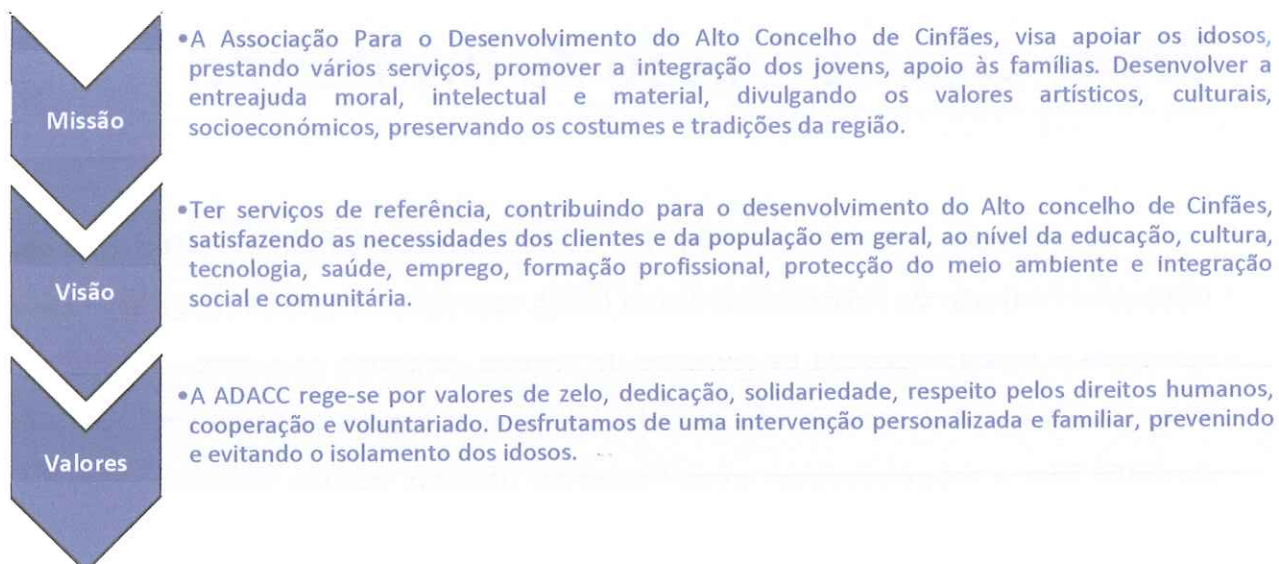 Missão
•A Associação Para o Desenvolvimento do Alto Concelho de Cinfães, visa apoiar os idosos,
prestando vários serviços, promover a integração dos jovens, apoio às famílias. Desenvolver a
entreajuda moral, intelectual e material, divulgando os valores artísticos, culturais,
socioeconómicos, preservando os costumes e tradições da região.
Visão
•Ter serviços de referência, contribuindo para o desenvolvimento do Alto concelho de Cinfães,
satisfazendo as necessidades dos clientes e da população em geral, ao nível da educação, cultura,
tecnologia, saúde, emprego, formação profissional, protecção do meio ambiente e integração
social e comunitária.
Valores
•A ADACC rege-se por valores de zelo, dedicação, solidariedade, respeito pelos direitos humanos,
cooperação e voluntariado. Desfrutamos de uma intervenção personalizada e familiar, prevenindo
e evitando o isolamento dos idosos.